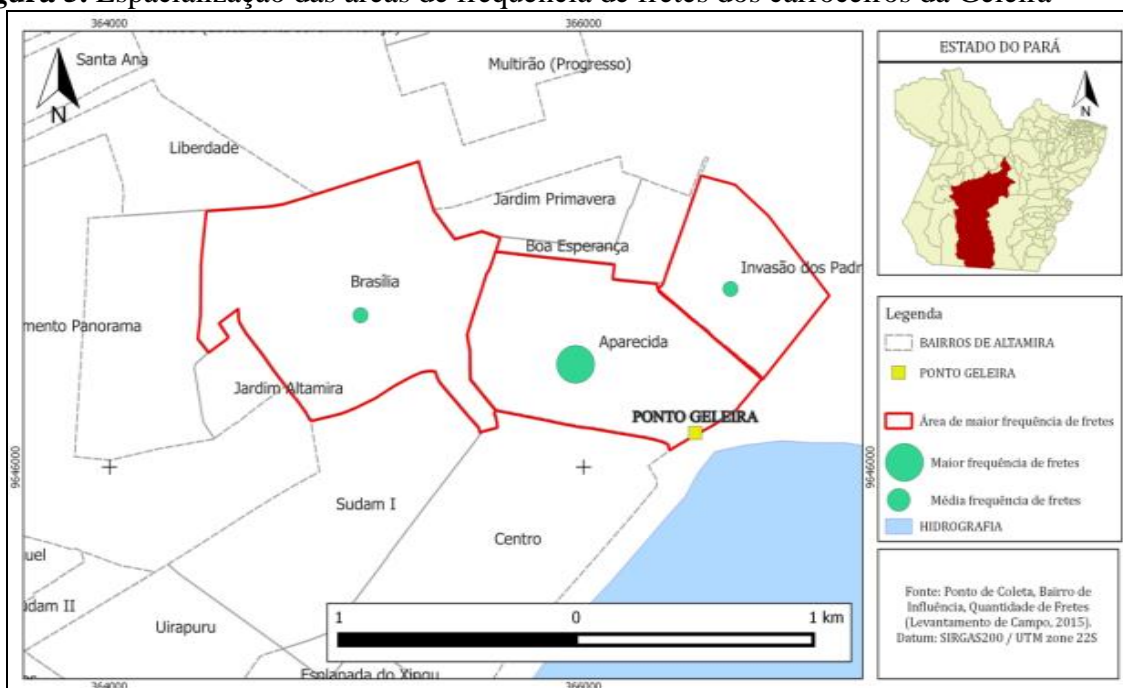 gura 3. Espacialização das áreas de frequência de fretes dos carroceiros da Geleira
364000
366000
Santa Ana
N
Multirão (Progresso)
Liberdade
Jardim Primavera
Boa Esperança
Invasão dos Padr
Brasília
mento Panorama
Aparecida
Jardim Altamira
PONTO GELEIRA
9646000
9646000
Sudam I
Centro
uel
udam II
Uirapuru
1
0
1 km
Esplanada do Xingu
364000
366000
ESTADO DO PARÁ
N
Legenda
BAIRROS DE ALTAMIRA
PONTO GELEIRA
Área de maior frequência de fretes
Maior frequência de fretes
Média frequência de fretes
HIDROGRAFIA
Fonte: Ponto de Coleta, Bairro de
Influência, Quantidade de Fretes
(Levantamento de Campo, 2015).
Datum: SIRGAS200 / UTM zone 22S